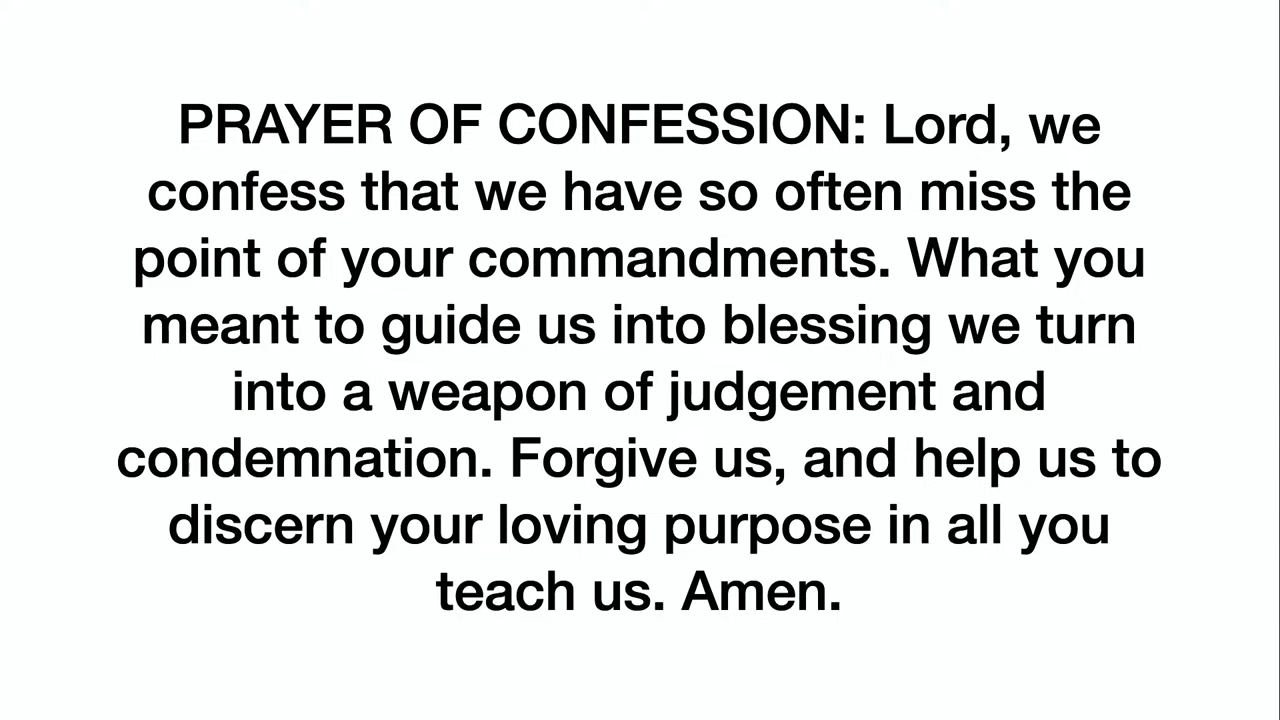 PRAYER OF CONFESSION: Lord, we
confess that we have so often miss the
point of your commandments. What you
meant to guide us into blessing we turn
into a weapon of judgement and
condemnation. Forgive us, and help us to
discern your loving purpose in all you
teach us. Amen.